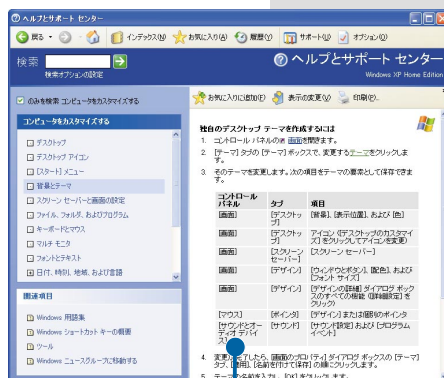 ヘルプとサポート センター
戻る
インデックス(N)
お気に入り(A)
履歴(Y)
サポート(U)
オプション(O)
検索
検索オプションの設定
ヘルプとサポート センター
Windows XP Home Edition
のみを検索 コンピュータをカスタマイズする
お気に入りに追加(F)
表示の変更(V)
印刷(P)...
コンピュータをカスタマイズする
デスクトップ
デスクトップ アイコン
[スタート] メニュー
背景とテーマ
スクリーン セーバーと画面の設定
ファイル、フォルダ、およびプログラム
キーボードとマウス
マルチ モニタ
フォントとテキスト
日付、時刻、地域、および言語
関連項目
Windows 用語集
Windows ショートカット キーの概要
ツール
Windows ニュースグループに移動する
独自のデスクトップ テーマを作成するには
1. コントロール パネルの 画面を開きます。
2. [テーマ] タブの [テーマ] ボックスで、変更するテーマをクリックしま
す。
3. そのテーマを変更します。次の項目をテーマの要素として保存できま
す。
コントロール パネル タブ 項目
[画面] [デスクトップ] [背景]、[表示位置]、および [色]
[画面] [デスクトップ] アイコン ([デスクトップのカスタマイズ] をクリックしてアイコンを変更)
[画面] [スクリーン セーバー] [スクリーン セーバー]
[画面] [デザイン] [ウィンドウとボタン]、[配色]、および [フォント サイズ]
[画面] [デザイン] [デザインの詳細] ダイアログ ボックスのすべての機能 ([詳細設定] をクリック)
[マウス] [ポインタ] [デザイン] または個別のポインタ
[サウンドとオーディオ デバイス] [サウンド] [サウンド設定] および [プログラム イベント]
4. 変更 完了したら、[画面のプロパティ] ダイアログ ボックスの [テーマ]
タブ、[適用]、[名前を付けて保存] の順にクリックします。
5. テーマの名前を入力し、[OK] をクリックします。